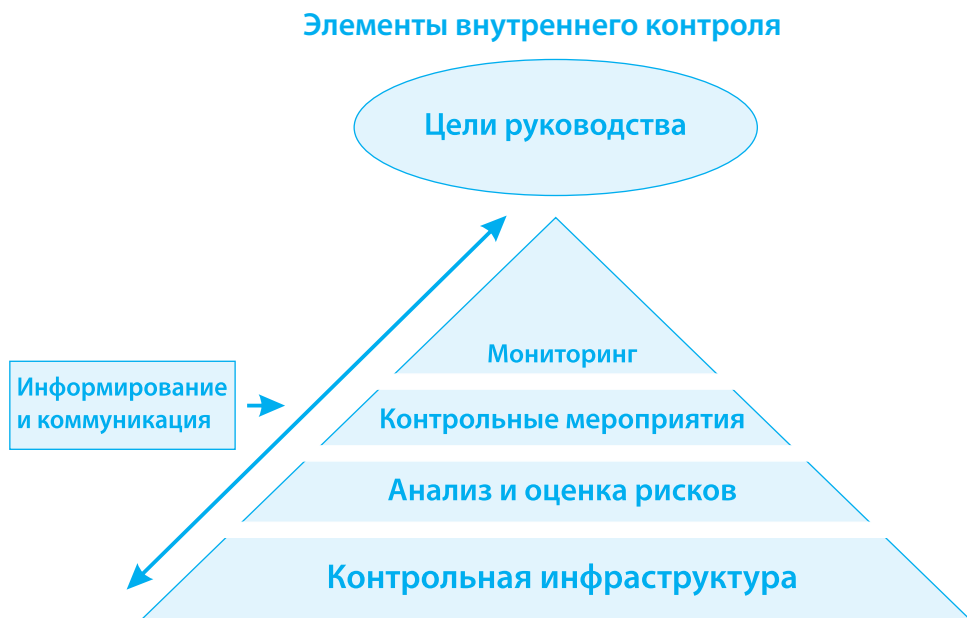 Элементы внутреннего контроля
Цели руководства
Мониторинг
Информирование
и коммуникация
Контрольные мероприятия
Анализ и оценка рисков
Контрольная инфраструктура